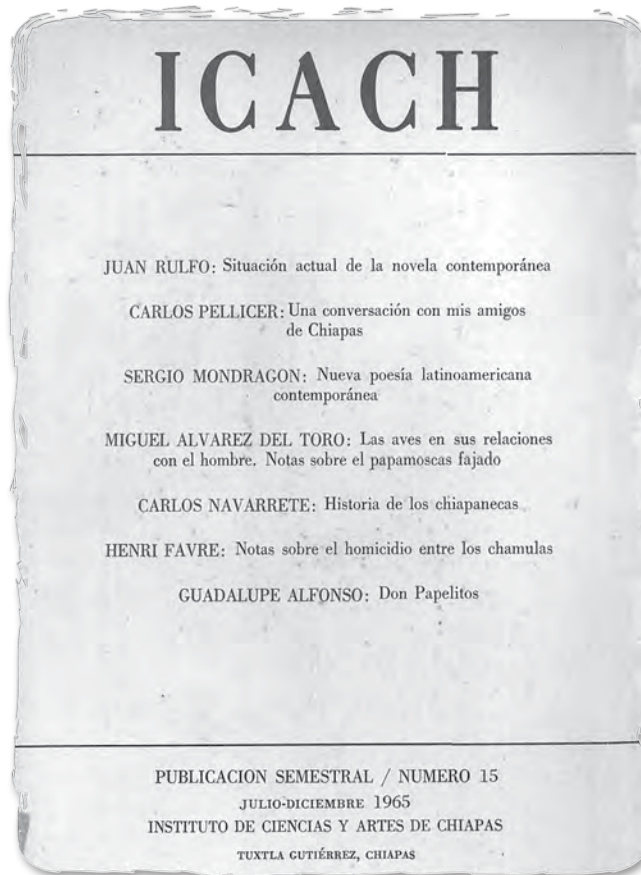 ICACH
JUAN RULFO: Situación actual de la novela contemporánea
CARLOS PELLICER: Una conversación con mis amigos
de Chiapas
SERGIO MONDRAGON: Nueva poesía latinoamericana
contemporánea
MIGUEL ALVAREZ DEL TORO: Las aves en sus relaciones
con el hombre. Notas sobre el papamoscas fajado
CARLOS NAVARRETE: Historia de los chiapanecas
HENRI FAVRE: Notas sobre el homicidio entre los chamulas
GUADALUPE ALFONSO: Don Papelitos
PUBLICACION SEMESTRAL / NUMERO 15
JULIO-DICIEMBRE 1965
INSTITUTO DE CIENCIAS Y ARTES DE CHIAPAS
TUXTLA GUTIÉRREZ, CHIAPAS